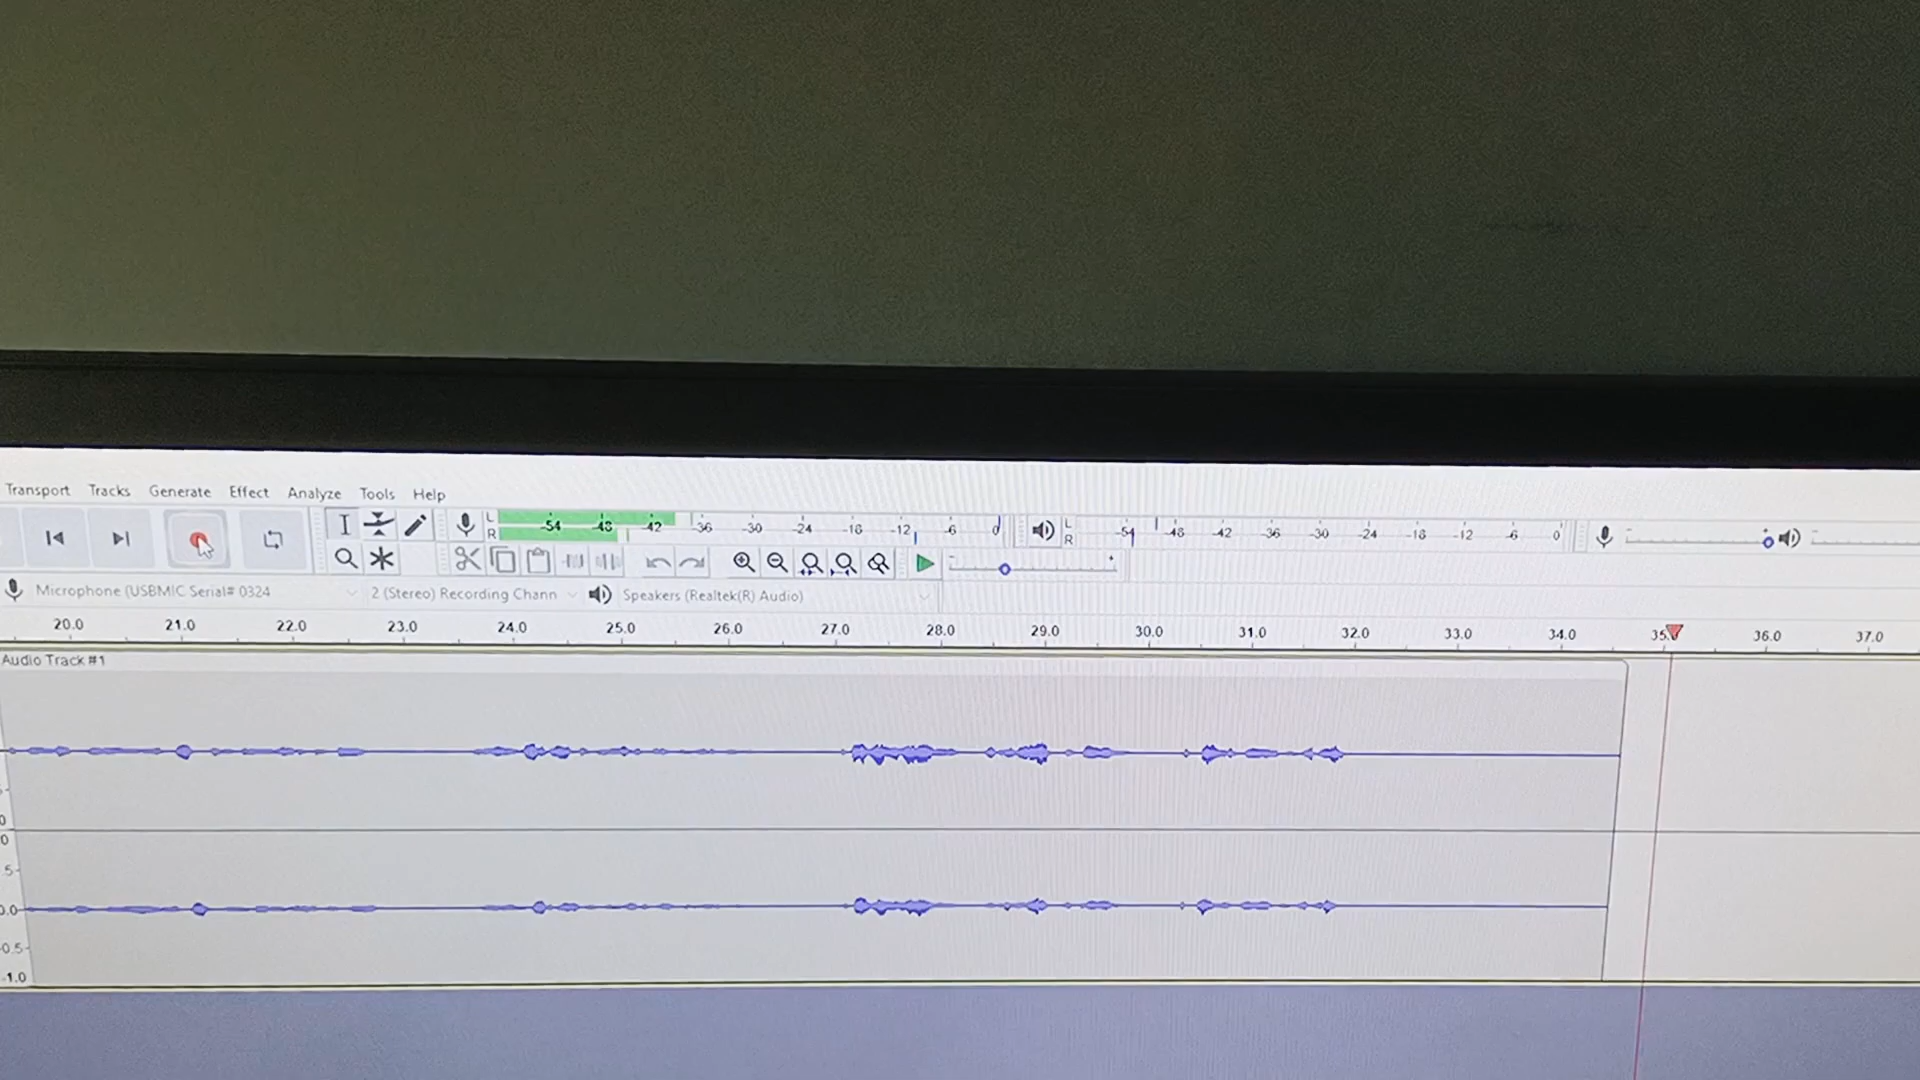 Transport Tracks Generate Effect Analyze Tools Help
L -54 -48 -42 -36 -30 -24 -18 -12 -6 0 L -54 -48 -42 -36 -30 -24 -18 -12 -6 0
R R
Microphone (USBMIC Serial# 0324 2 (Stereo) Recording Chann Speakers (Realtek(R) Audio)
20.0 21.0 22.0 23.0 24.0 25.0 26.0 27.0 28.0 29.0 30.0 31.0 32.0 33.0 34.0 35.0 36.0 37.0
Audio Track #1
0
0
5-
0.0-
0.5-
-1.0